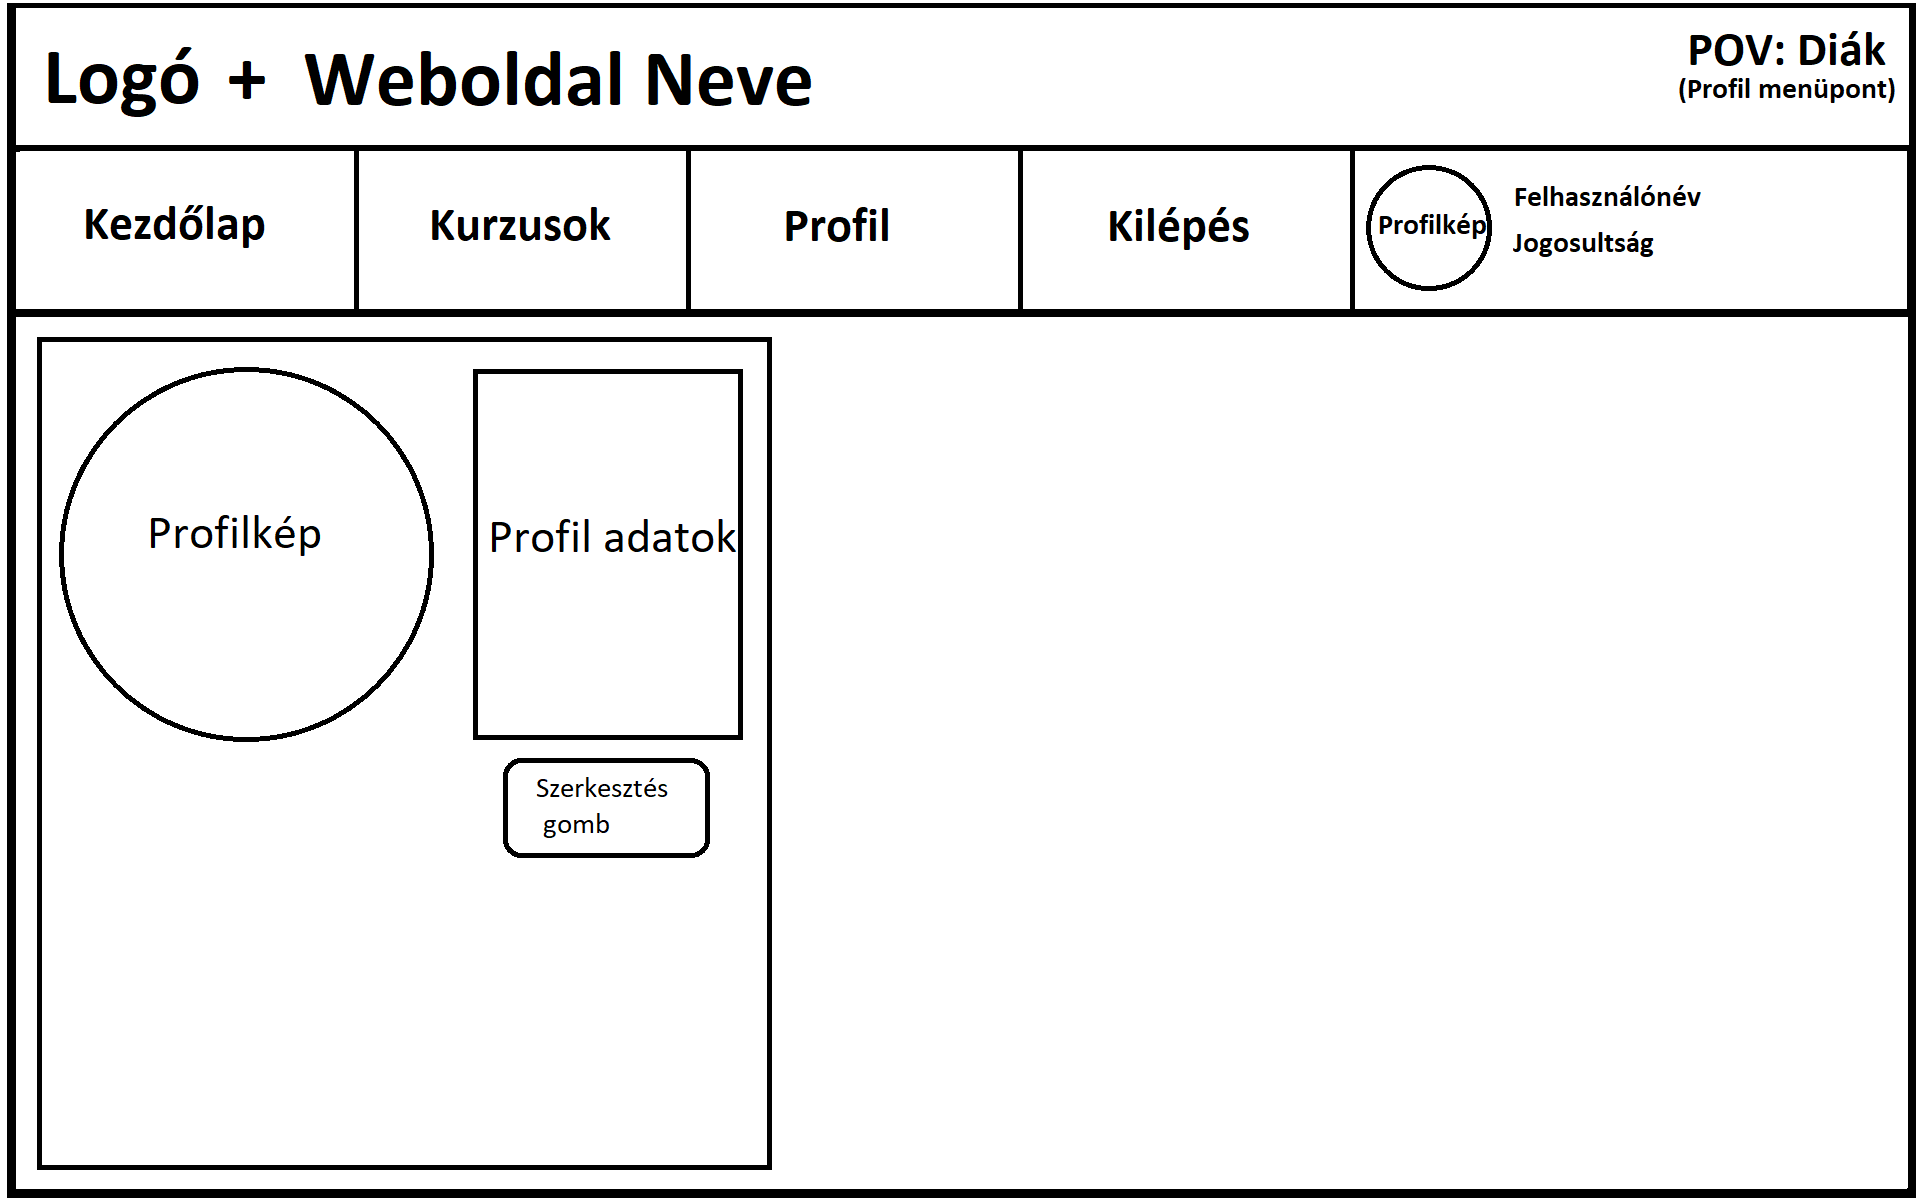 Logó + Weboldal Neve
POV: Diák
(Profil menüpont)
Kezdőlap
Kurzusok
Profil
Kilépés
Profilkép
Felhasználónév
Jogosultság
Profilkép
Profil adatok
Szerkesztés
gomb